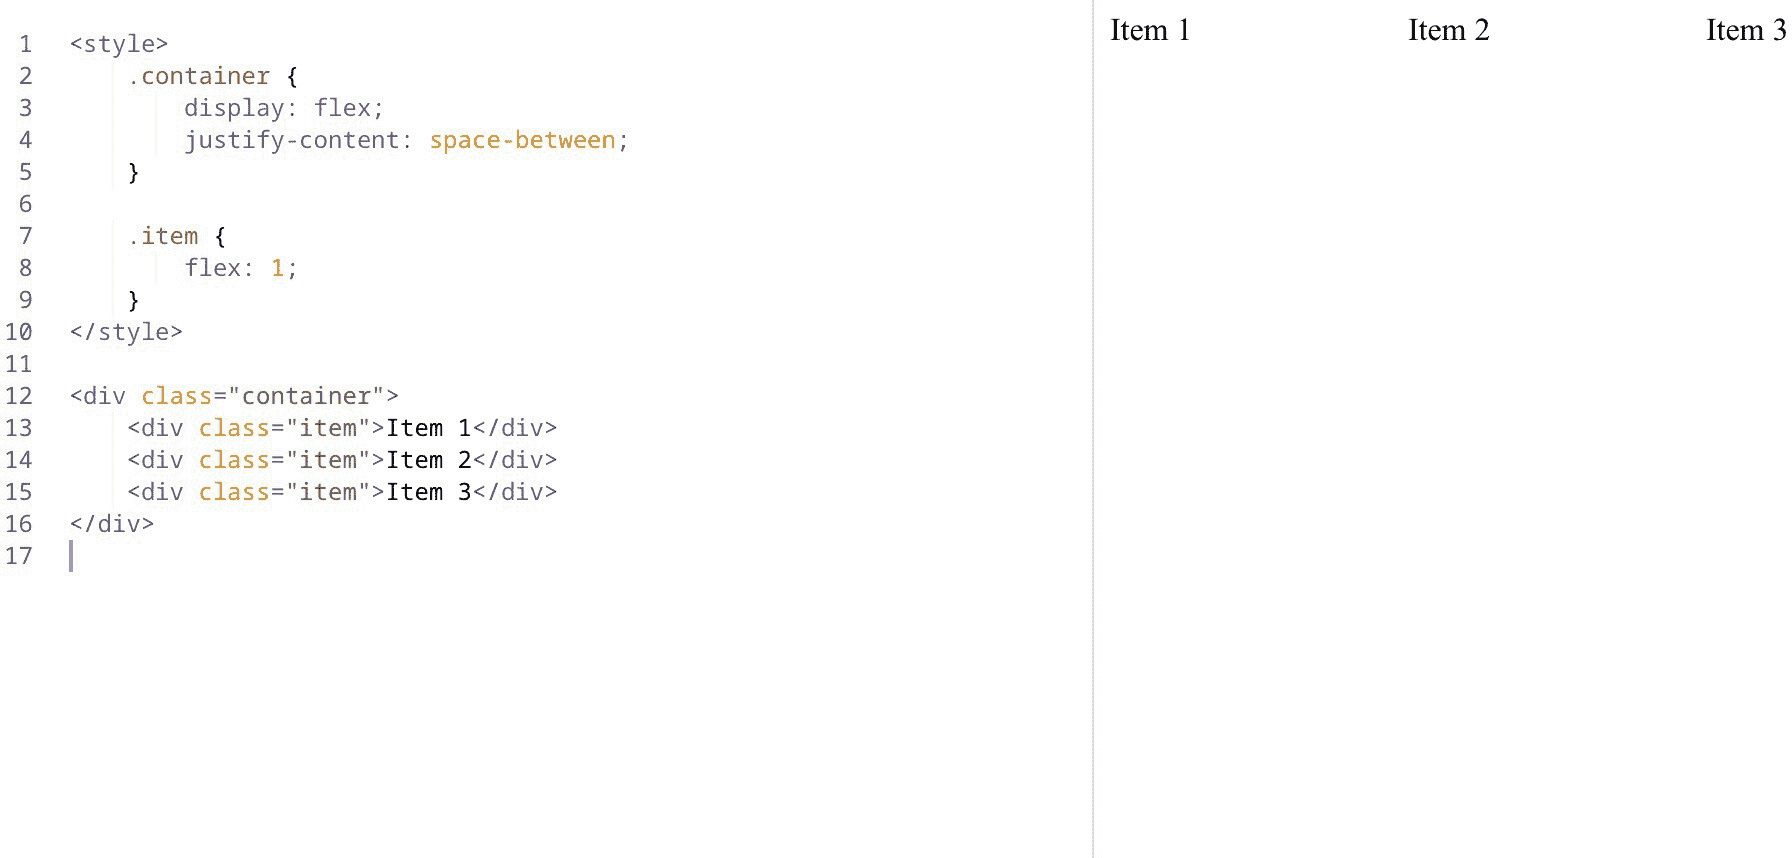 1 <style>
2     .container {
3         display: flex;
4         justify-content: space-between;
5     }
6
7     .item {
8         flex: 1;
9     }
10 </style>
11
12 <div class="container">
13     <div class="item">Item 1</div>
14     <div class="item">Item 2</div>
15     <div class="item">Item 3</div>
16 </div>
17
Item 1 Item 2 Item 3